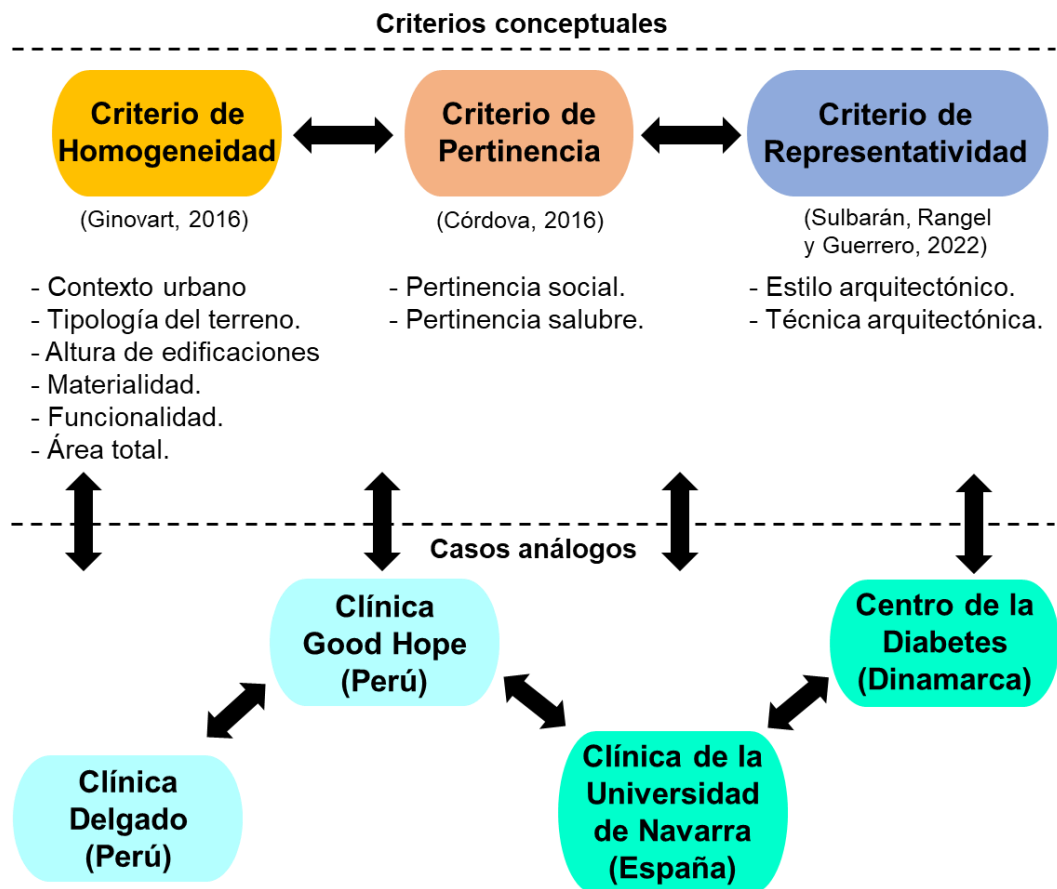 Criterios conceptuales
Criterio de
Homogeneidad
(Ginovart, 2016)
- Contexto urbano
- Tipología del terreno.
- Altura de edificaciones
- Materialidad.
- Funcionalidad.
- Área total.
Criterio de
Pertinencia
(Córdova, 2016)
- Pertinencia social.
- Pertinencia salubre.
Criterio de
Representatividad
(Sulbarán, Rangel
y Guerrero, 2022)
- Estilo arquitectónico.
- Técnica arquitectónica.
Casos análogos
Clínica
Delgado
(Perú)
Clínica
Good Hope
(Perú)
Clínica de la
Universidad
de Navarra
(España)
Centro de la
Diabetes
(Dinamarca)